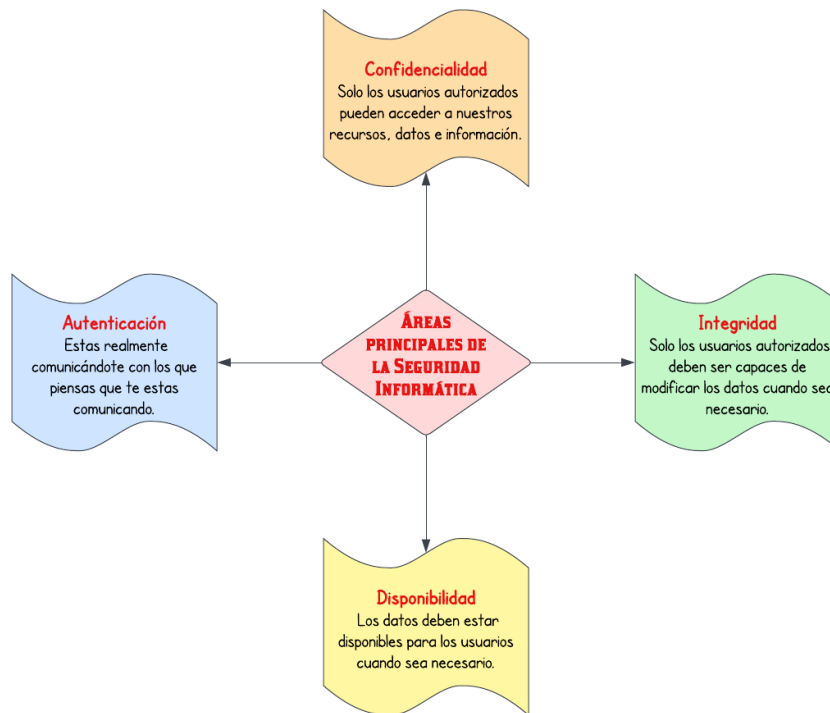 Confidencialidad
Solo los usuarios autorizados
pueden acceder a nuestros
recursos, datos e información.
Autenticación
Estas realmente
comunicándote con los que
piensas que te estas
comunicando.
ÁREAS
PRINCIPALES DE
LA SEGURIDAD
INFORMÁTICA
Integridad
Solo los usuarios autorizados
deben ser capaces de
modificar los datos cuando sea
necesario.
Disponibilidad
Los datos deben estar
disponibles para los usuarios
cuando sea necesario.